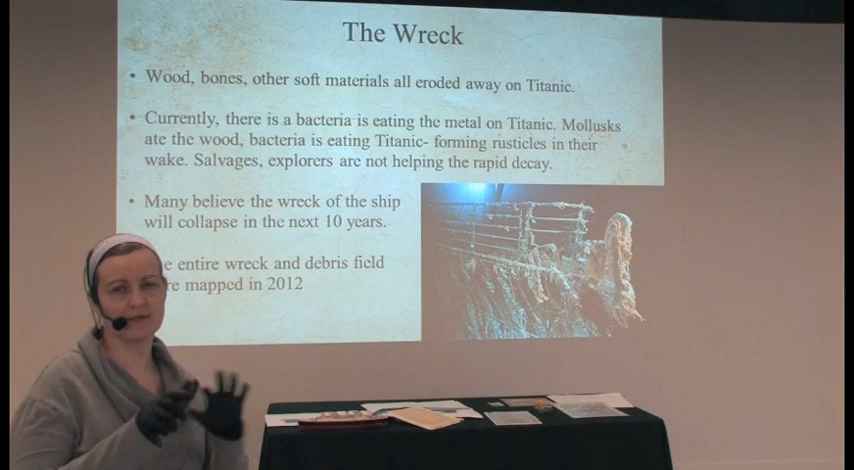 The Wreck
• Wood, bones, other soft materials all eroded away on Titanic.
• Currently, there is a bacteria is eating the metal on Titanic. Mollusks
ate the wood, bacteria is eating Titanic- forming rusticles in their
wake. Salvages, explorers are not helping the rapid decay.
• Many believe the wreck of the ship
will collapse in the next 10 years.
entire wreck and debris field
mapped in 2012